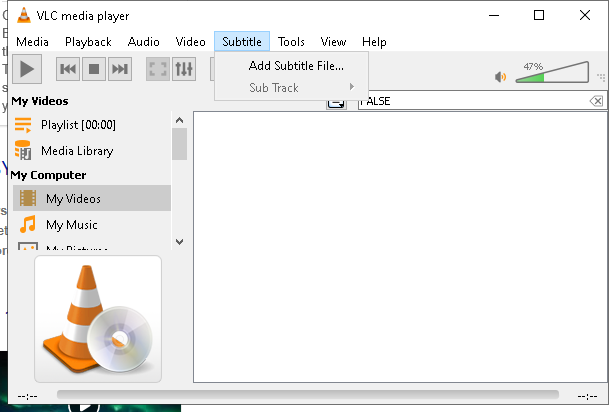 VLC media player
Media Playback Audio Video Subtitle Tools View Help
Add Subtitle File...
Sub Track
47%
My Videos
FALSE
Playlist [00:00]
Media Library
My Computer
My Videos
My Music
My Pictures
--:-- --:--